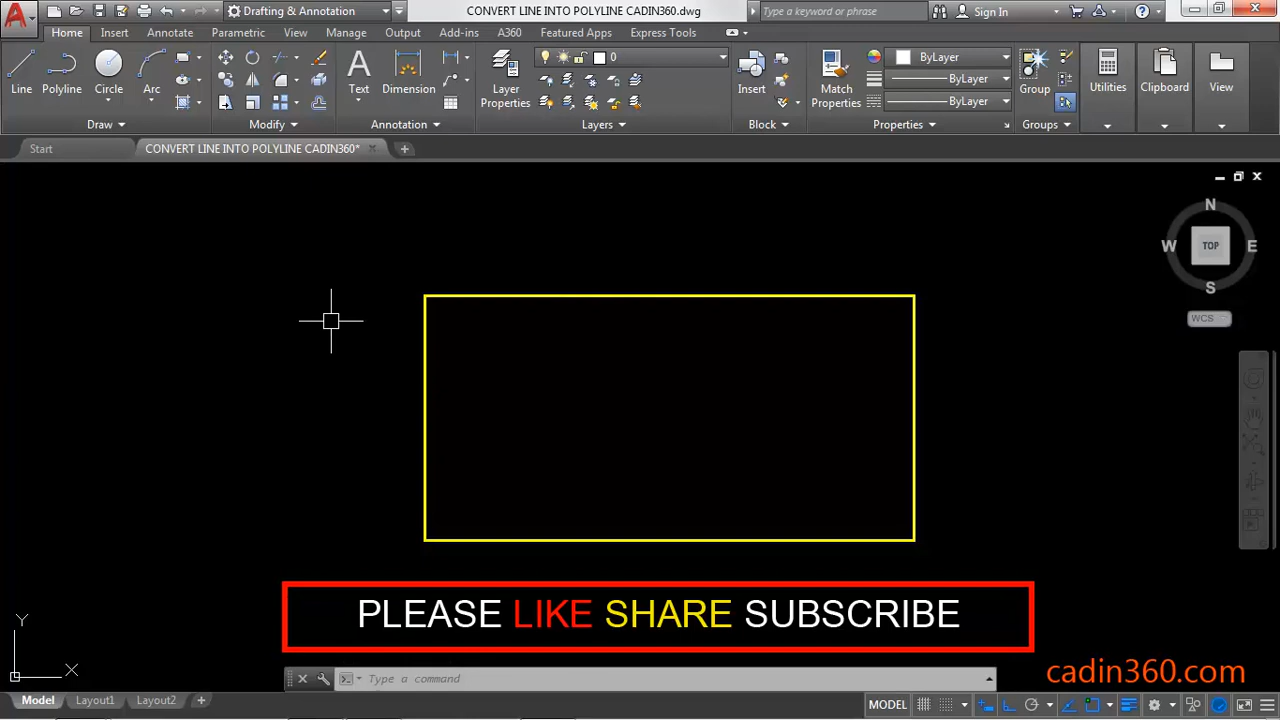 Drafting & Annotation
CONVERT LINE INTO POLYLINE CADIN360.dwg
Type a keyword or phrase
Sign In
Home
Insert
Annotate
Parametric
View
Manage
Output
Add-ins
A360
Featured Apps
Express Tools
Line
Polyline
Circle
Arc
Text
Dimension
Layer
Properties
0
Insert
Match
Properties
ByLayer
ByLayer
ByLayer
Group
Utilities
Clipboard
View
Draw
Modify
Annotation
Layers
Block
Properties
Groups
Start
CONVERT LINE INTO POLYLINE CADIN360*
N
W
TOP
E
S
WCS
PLEASE LIKE SHARE SUBSCRIBE
cadin360.com
Y
X
Type a command
Model
Layout1
Layout2
MODEL